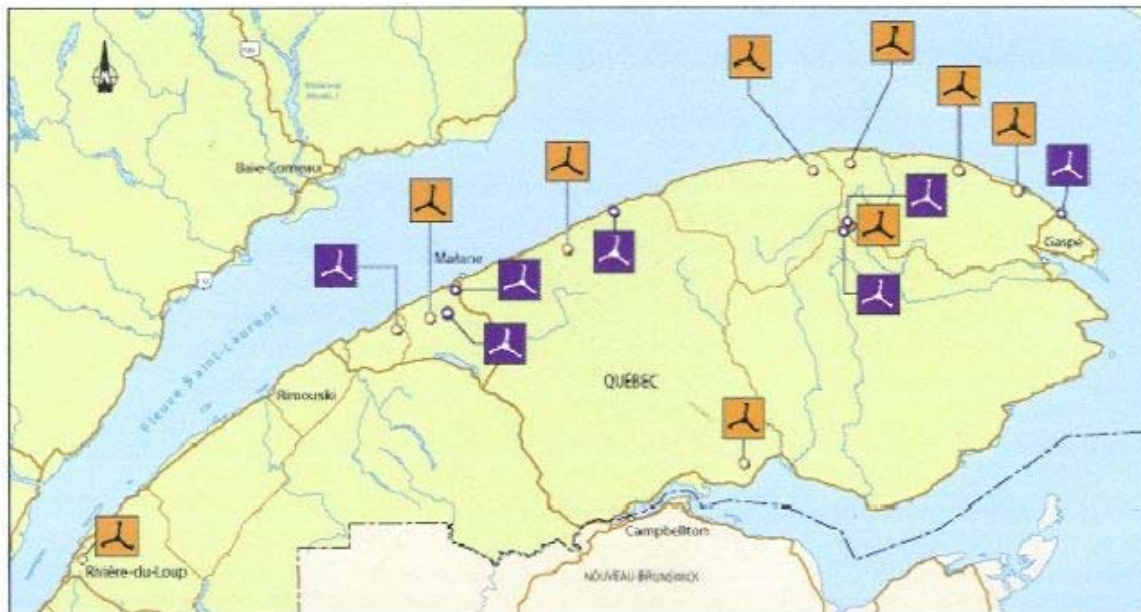 Baie-Comeau
Matane
Gaspé
Fleuve Saint-Laurent
QUÉBEC
Rimouski
Campbellton
Rivière-du-Loup
NOUVEAU-BRUNSWICK